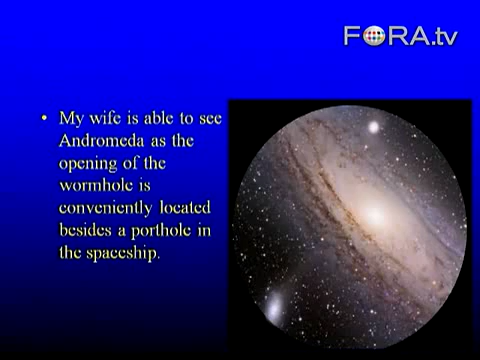 FORA.tv
• My wife is able to see
Andromeda as the
opening of the
wormhole is
conveniently located
besides a porthole in
the spaceship.